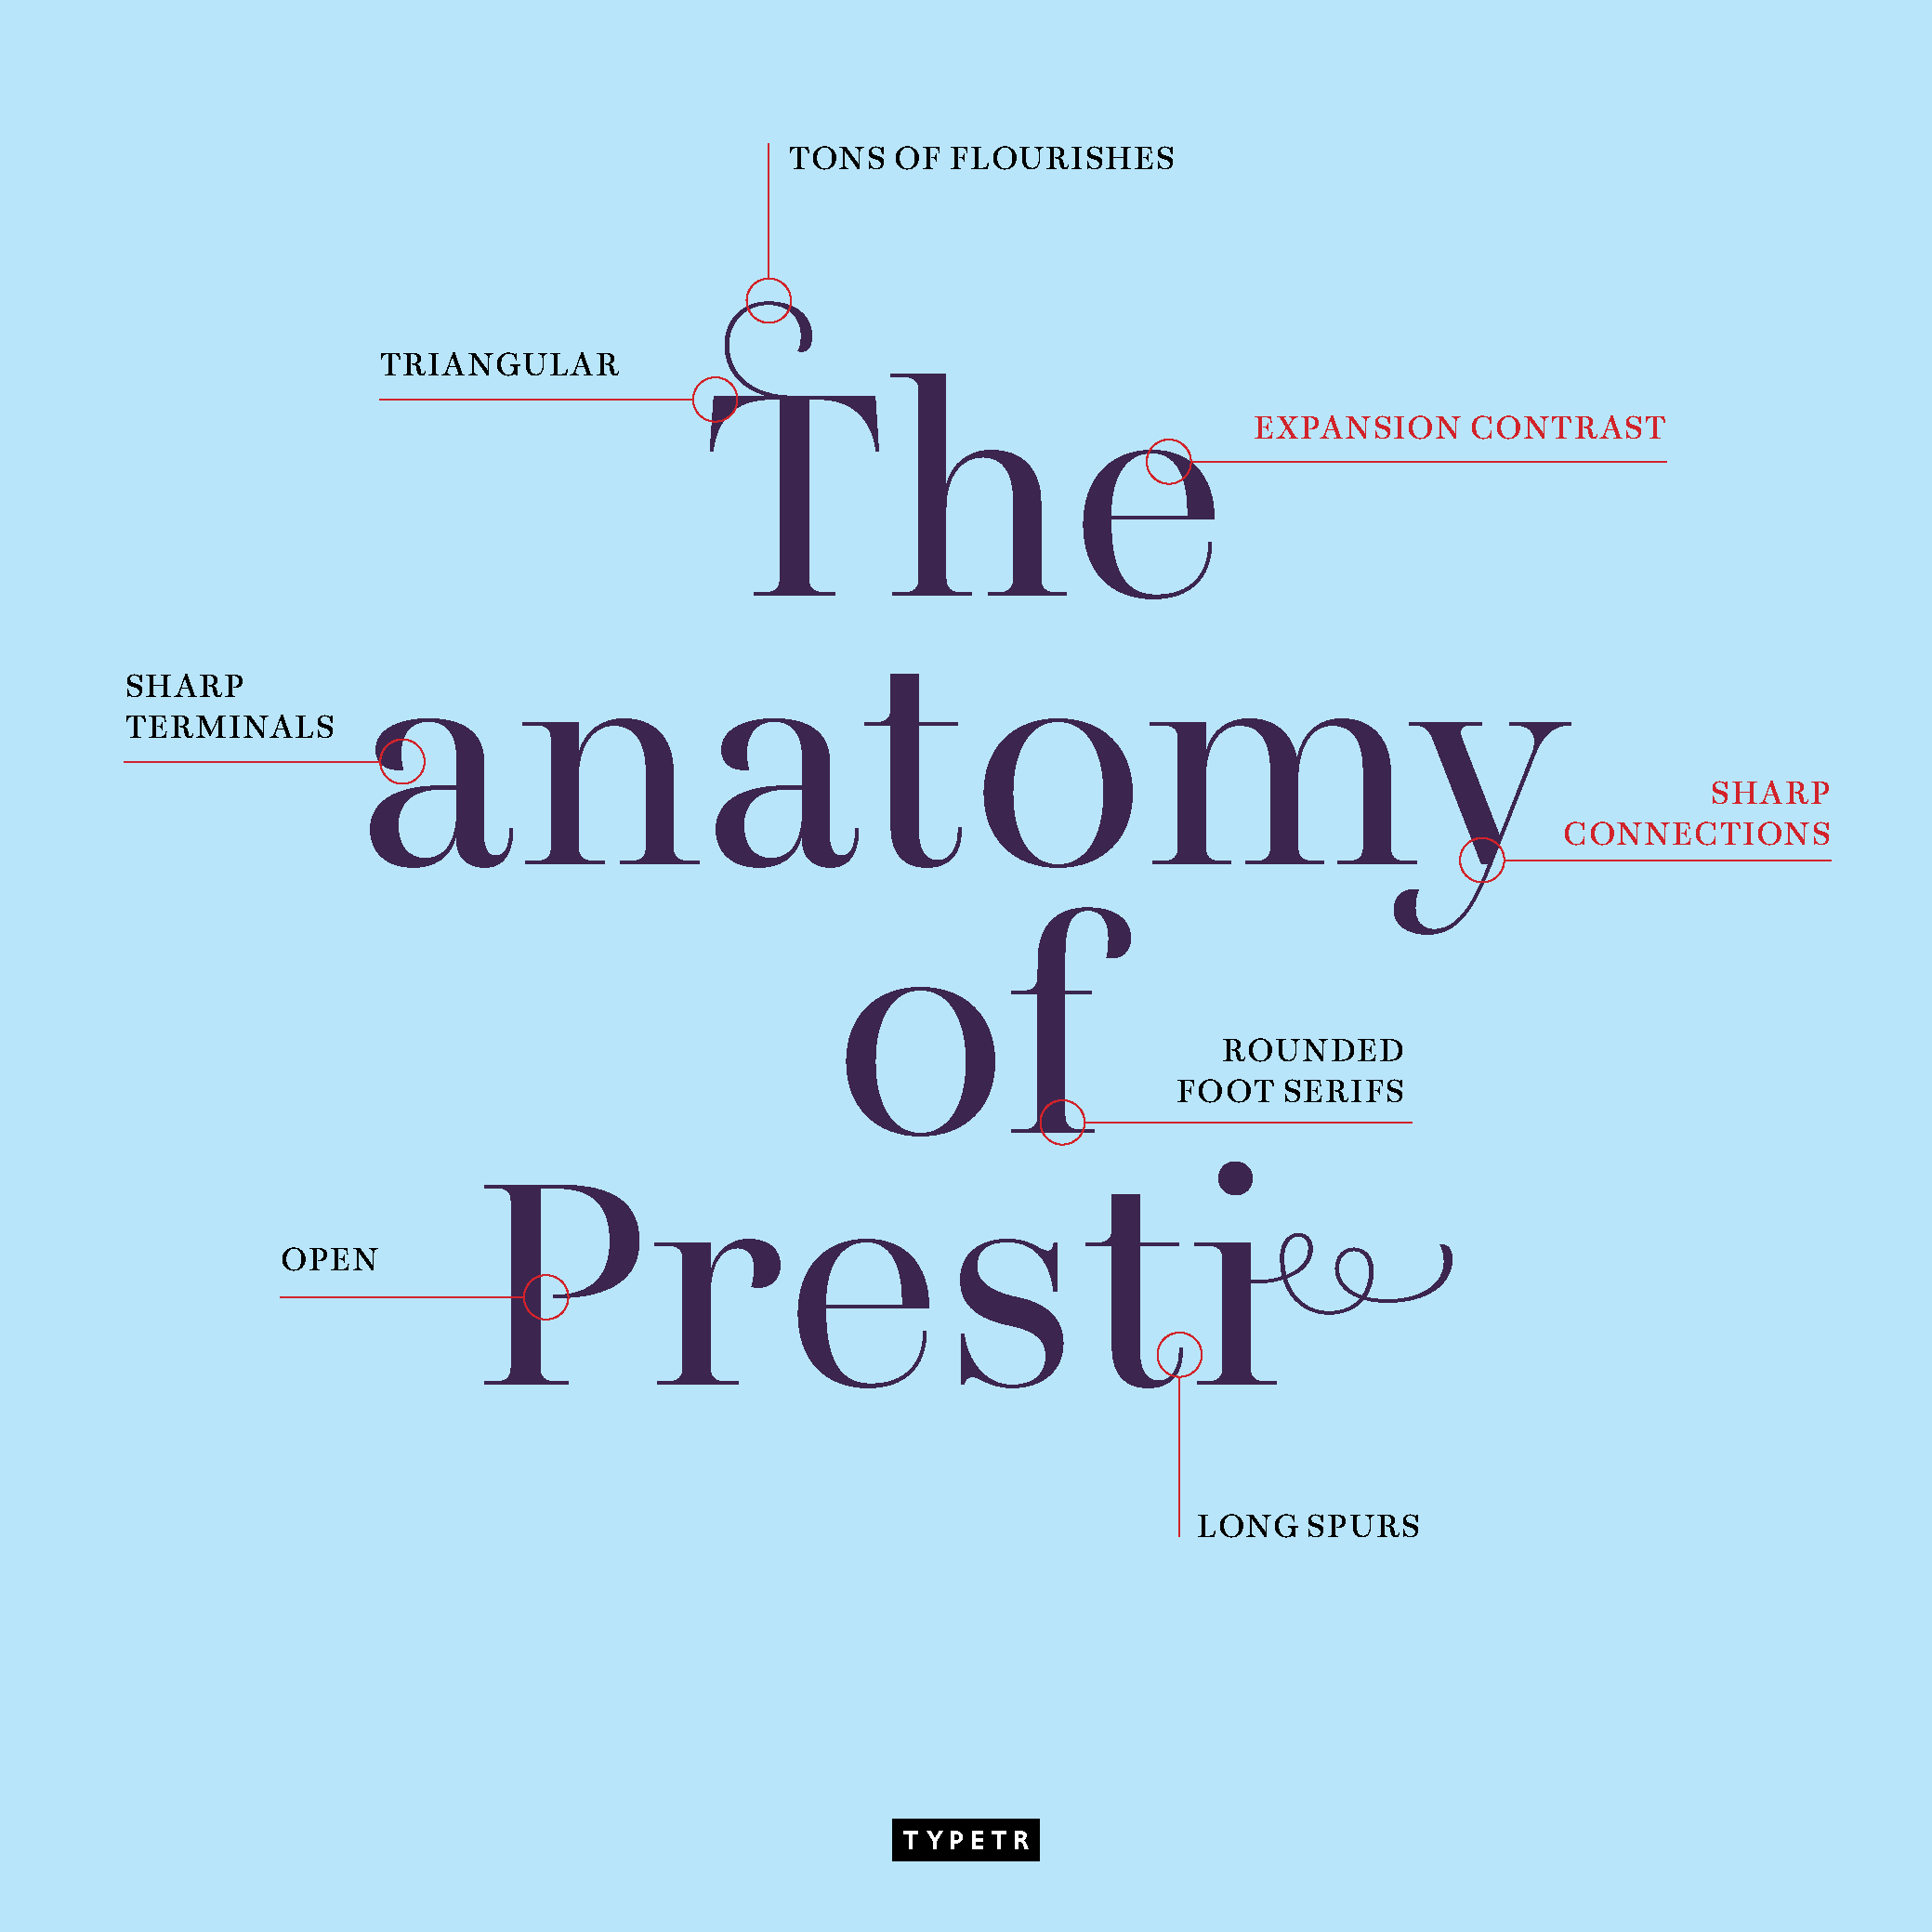 TONS OF FLOURISHES
TRIANGULAR
EXPANSION CONTRAST
The
SHARP
TERMINALS
anatomy
SHARP
CONNECTIONS
of
ROUNDED
FOOT SERIFS
OPEN
Presti
LONG SPURS
TYPETR